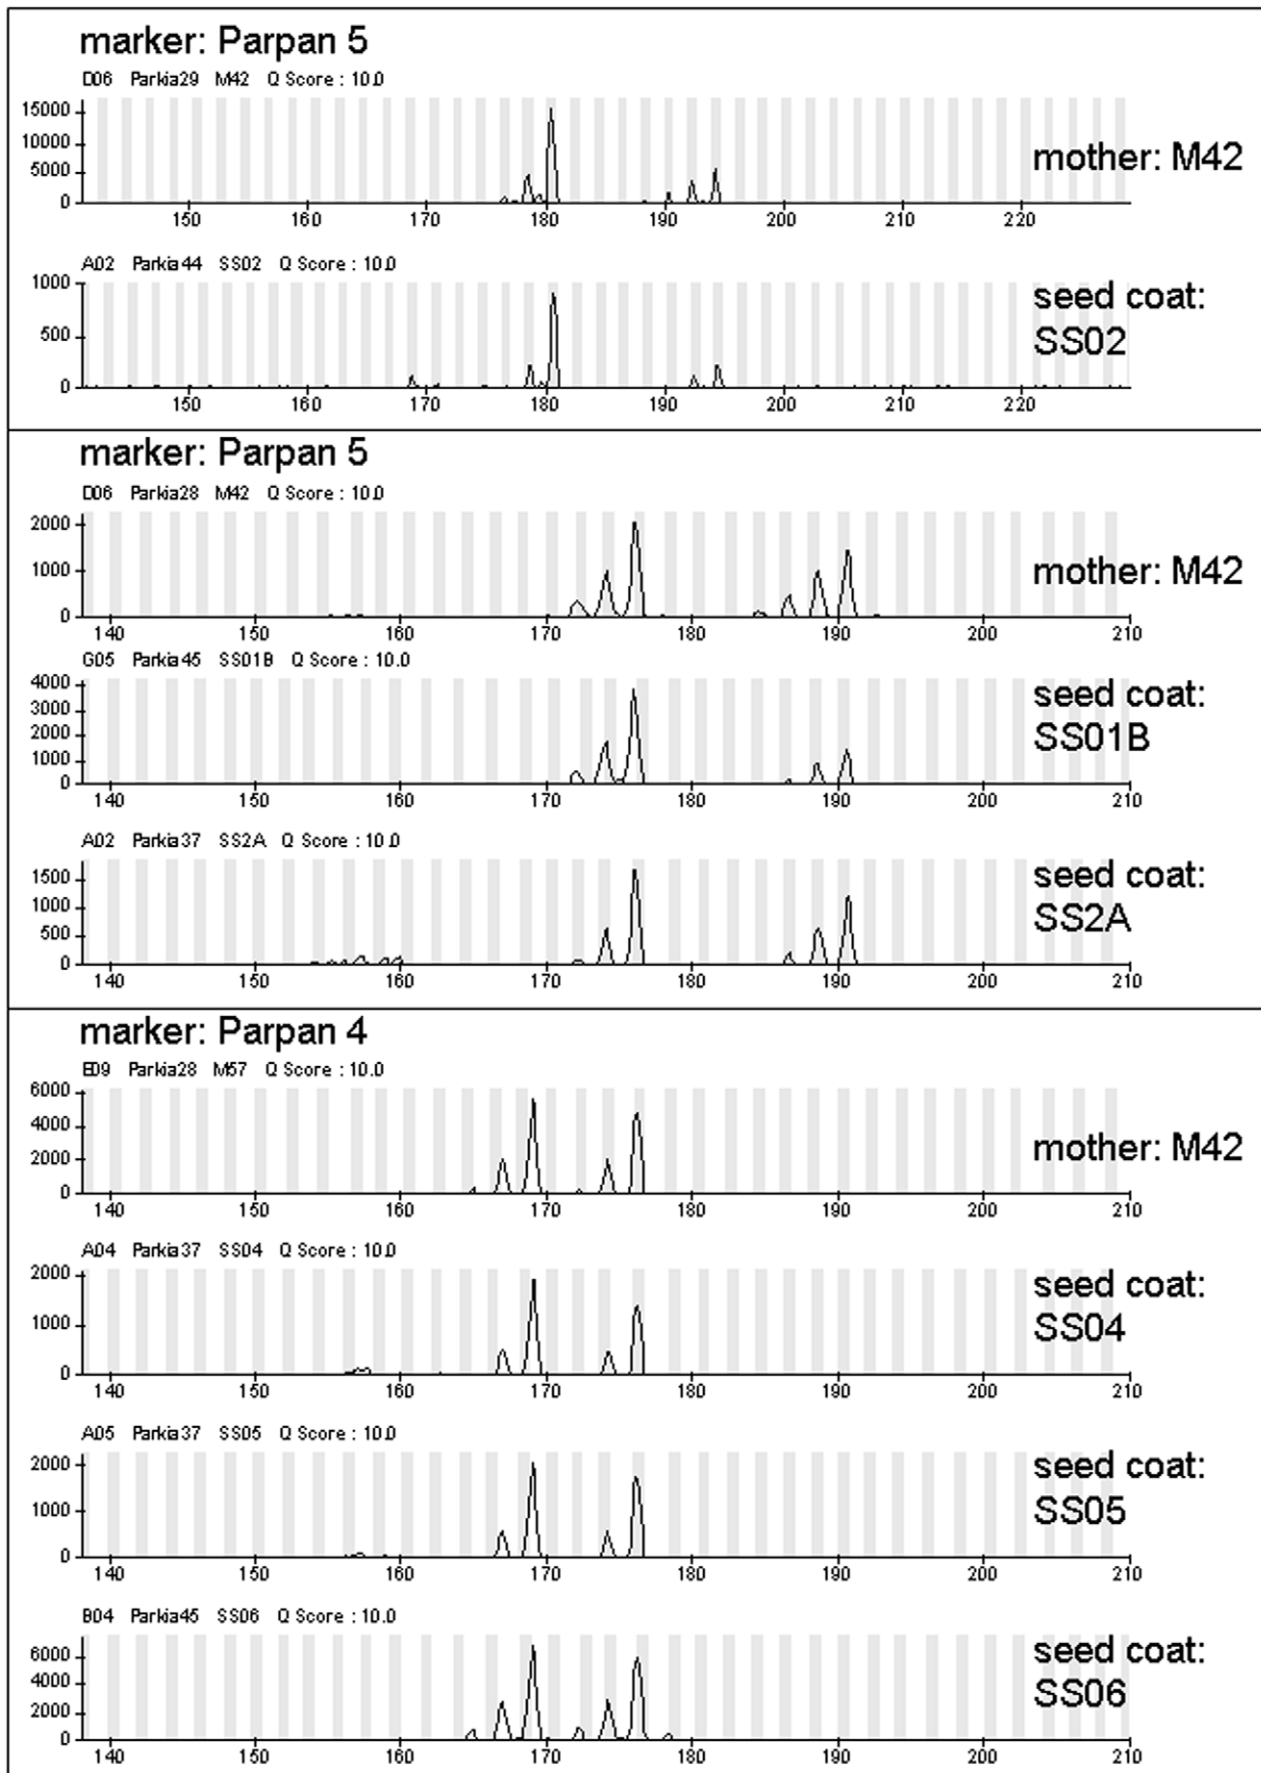 marker: Parpan 5
D06 Parkia29 M42 Q Score : 10.0
15000
10000
5000
0
150 160 170 180 190 200 210 220
mother: M42
A02 Parkia44 SS02 Q Score : 10.0
1000
500
0
150 160 170 180 190 200 210 220
seed coat:
SS02
marker: Parpan 5
D06 Parkia28 M42 Q Score : 10.0
2000
1000
0
140 150 160 170 180 190 200 210
mother: M42
G05 Parkia45 SS01B Q Score : 10.0
4000
3000
2000
1000
0
140 150 160 170 180 190 200 210
seed coat:
SS01B
A02 Parkia37 SS2A Q Score : 10.0
1500
1000
500
0
140 150 160 170 180 190 200 210
seed coat:
SS2A
marker: Parpan 4
E09 Parkia28 M57 Q Score : 10.0
6000
4000
2000
0
140 150 160 170 180 190 200 210
mother: M42
A04 Parkia37 SS04 Q Score : 10.0
2000
1000
0
140 150 160 170 180 190 200 210
seed coat:
SS04
A05 Parkia37 SS05 Q Score : 10.0
2000
1000
0
140 150 160 170 180 190 200 210
seed coat:
SS05
B04 Parkia45 SS06 Q Score : 10.0
6000
4000
2000
0
140 150 160 170 180 190 200 210
seed coat:
SS06